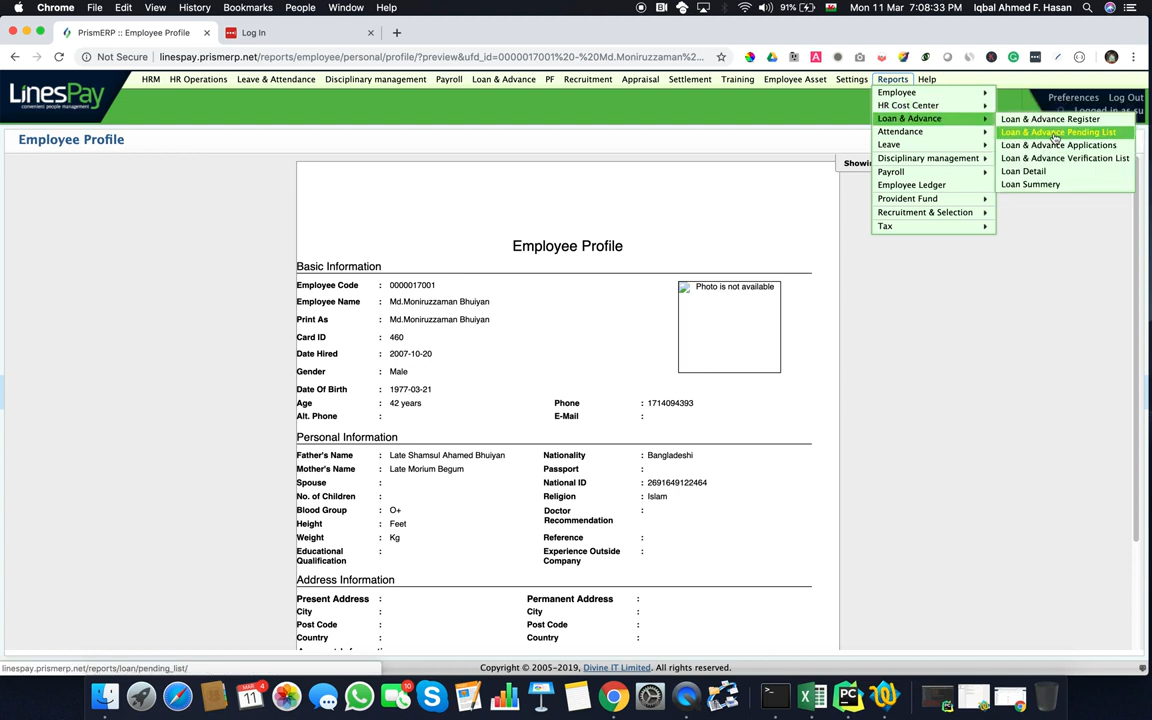 Chrome File Edit View History Bookmarks People Window Help 91% Mon 11 Mar 7:08:33 PM Iqbal Ahmed F. Hasan
PrismERP :: Employee Profile Log In
Not Secure linespay.prismerp.net/reports/employee/personal/profile/?preview&ufd_id=0000017001%20-%20Md.Moniruzzaman%2...
HRM HR Operations Leave & Attendance Disciplinary management Payroll Loan & Advance PF Recruitment Appraisal Settlement Training Employee Asset Settings Reports Help
LinesPay
convenient people management
Preferences Log Out
Logged in as su
Employee
HR Cost Center
Loan & Advance
Attendance
Leave
Disciplinary management
Payroll
Employee Ledger
Provident Fund
Recruitment & Selection
Tax
Loan & Advance Register
Loan & Advance Pending List
Loan & Advance Applications
Loan & Advance Verification List
Loan Detail
Loan Summery
Employee Profile
Showin
Employee Profile
Basic Information
Employee Code : 0000017001
Photo is not available
Employee Name : Md.Moniruzzaman Bhuiyan
Print As : Md.Moniruzzaman Bhuiyan
Card ID : 460
Date Hired : 2007-10-20
Gender : Male
Date Of Birth : 1977-03-21
Age : 42 years Phone : 1714094393
Alt. Phone : E-Mail :
Personal Information
Father's Name : Late Shamsul Ahamed Bhuiyan Nationality : Bangladeshi
Mother's Name : Late Morium Begum Passport :
Spouse : National ID : 2691649122464
No. of Children : Religion : Islam
Blood Group : O+ Doctor Recommendation :
Height : Feet
Weight : Kg Reference :
Educational Qualification : Experience Outside Company :
Address Information
Present Address : Permanent Address :
City : City :
Post Code : Post Code :
Country : Country :
linespay.prismerp.net/reports/loan/pending_list/
Copyright © 2005-2019, Divine IT Limited. All rights reserved.